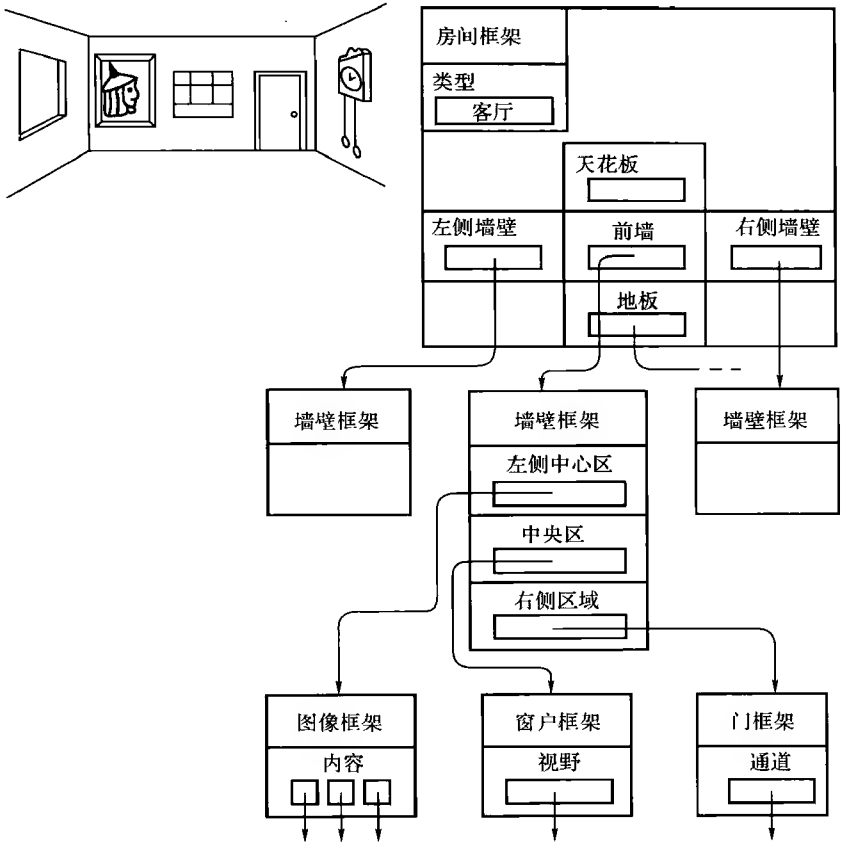 房间框架
类型
客厅
天花板
左侧墙壁
前墙
右侧墙壁
地板
墙壁框架
墙壁框架
墙壁框架
左侧中心区
中央区
右侧区域
图像框架
窗户框架
门框架
内容
视野
通道